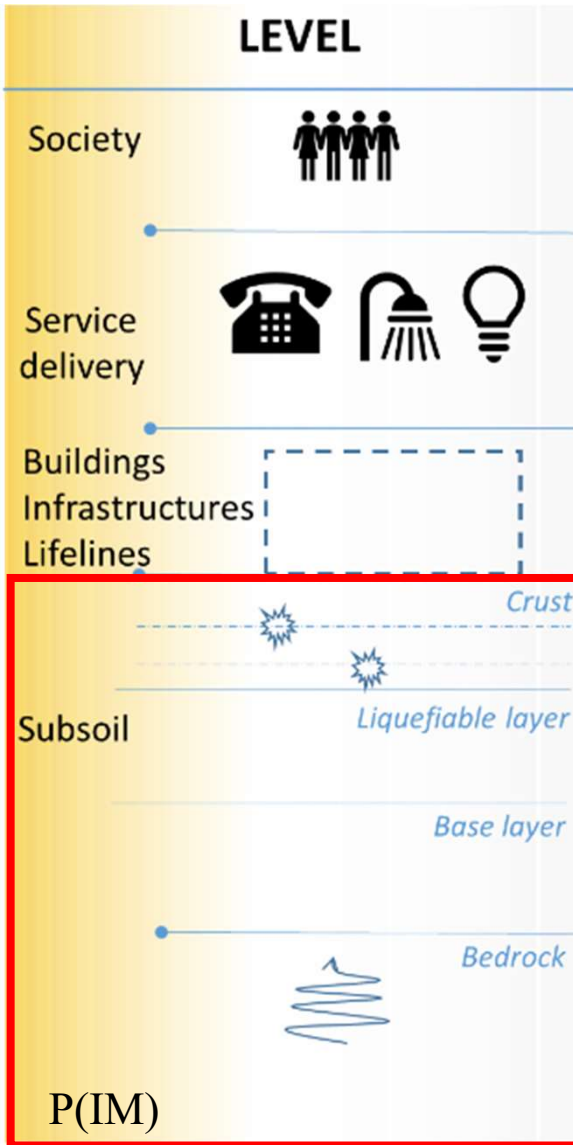 LEVEL
Society
Service
delivery
Buildings
Infrastructures
Lifelines
Crust
Subsoil
Liquefiable layer
Base layer
Bedrock
P(IM)